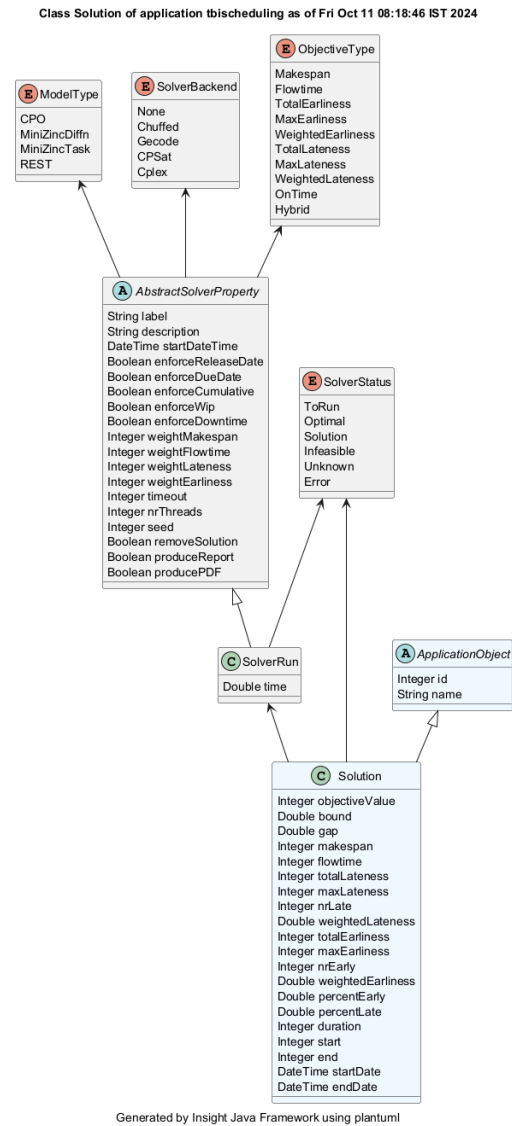 Class Solution of application tbischeduling as of Fri Oct 11 08:18:46 IST 2024
E ObjectiveType
Makespan
Flowtime
TotalEarliness
MaxEarliness
WeightedEarliness
TotalLateness
MaxLateness
WeightedLateness
OnTime
Hybrid
E SolverBackend
None
Chuffed
Gecode
CPSat
Cplex
E ModelType
CPO
MiniZincDiffn
MiniZincTask
REST
A AbstractSolverProperty
String label
String description
DateTime startDateTime
Boolean enforceReleaseDate
Boolean enforceDueDate
Boolean enforceCumulative
Boolean enforceWip
Boolean enforceDowntime
Integer weightMakespan
Integer weightFlowtime
Integer weightLateness
Integer weightEarliness
Integer timeout
Integer nrThreads
Integer seed
Boolean removeSolution
Boolean produceReport
Boolean producePDF
E SolverStatus
ToRun
Optimal
Solution
Infeasible
Unknown
Error
C SolverRun
Double time
A ApplicationObject
Integer id
String name
C Solution
Integer objectiveValue
Double bound
Double gap
Integer makespan
Integer flowtime
Integer totalLateness
Integer maxLateness
Integer nrLate
Double weightedLateness
Integer totalEarliness
Integer maxEarliness
Integer nrEarly
Double weightedEarliness
Double percentEarly
Double percentLate
Integer duration
Integer start
Integer end
DateTime startDate
DateTime endDate
Generated by Insight Java Framework using plantuml